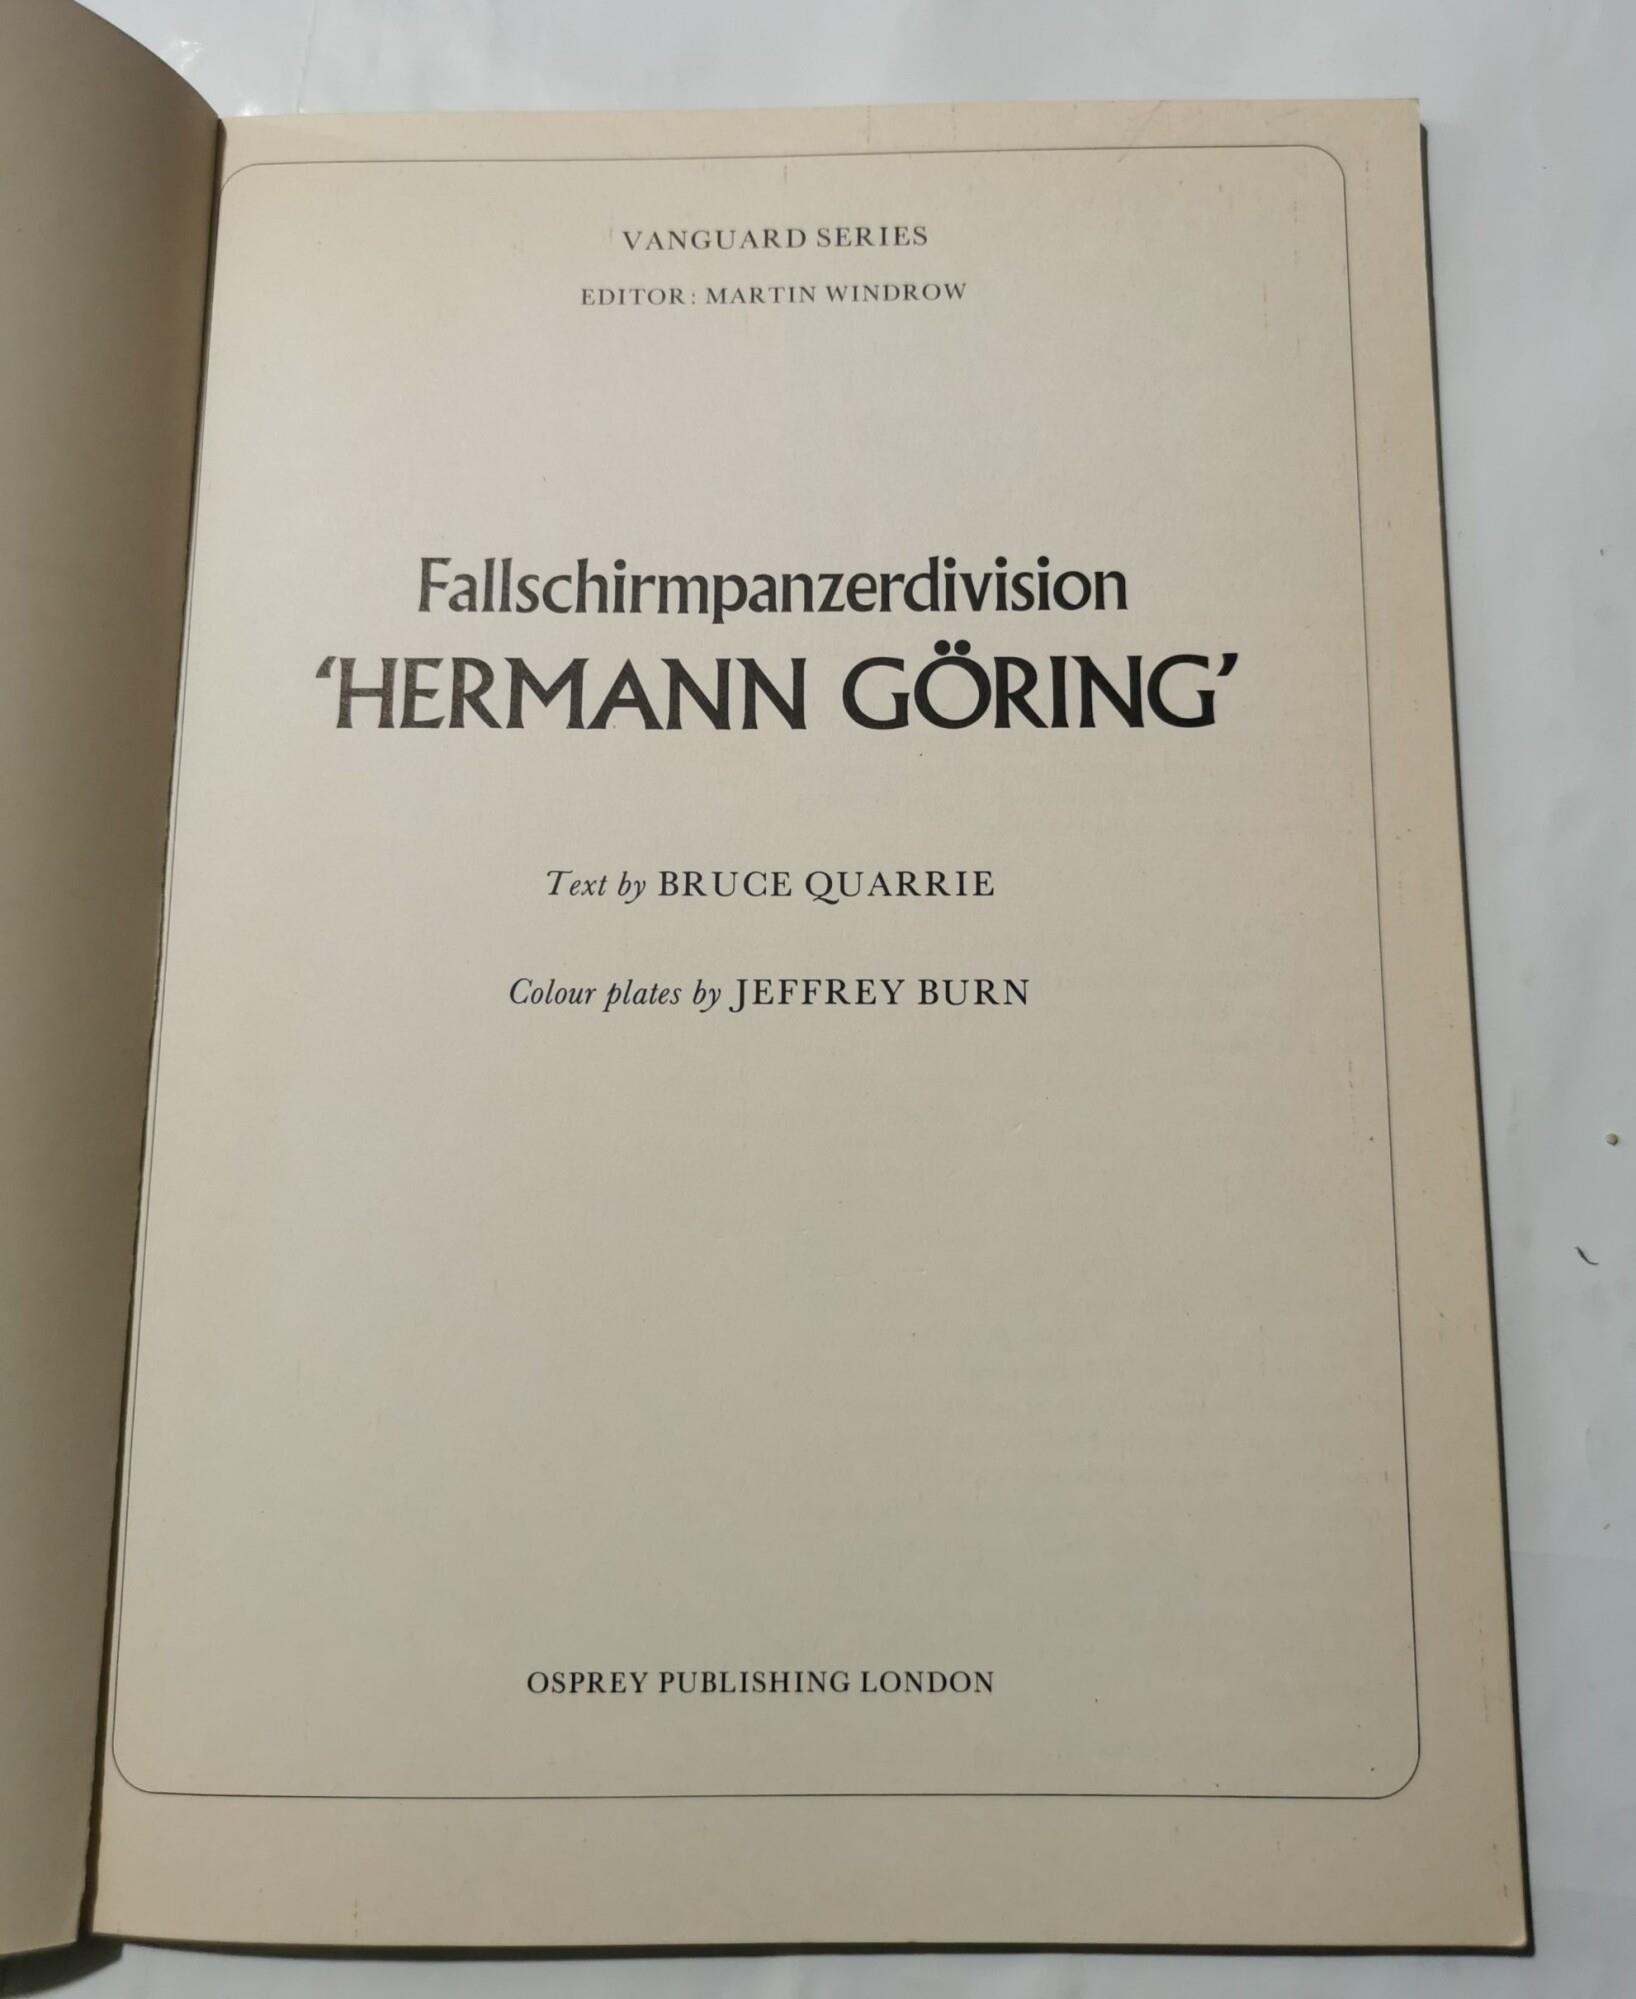 VANGUARD SERIES
EDITOR: MARTIN WINDROW
Fallschirmpanzerdivision
‘HERMANN GÖRING’
Text by BRUCE QUARRIE
Colour plates by JEFFREY BURN
OSPREY PUBLISHING LONDON